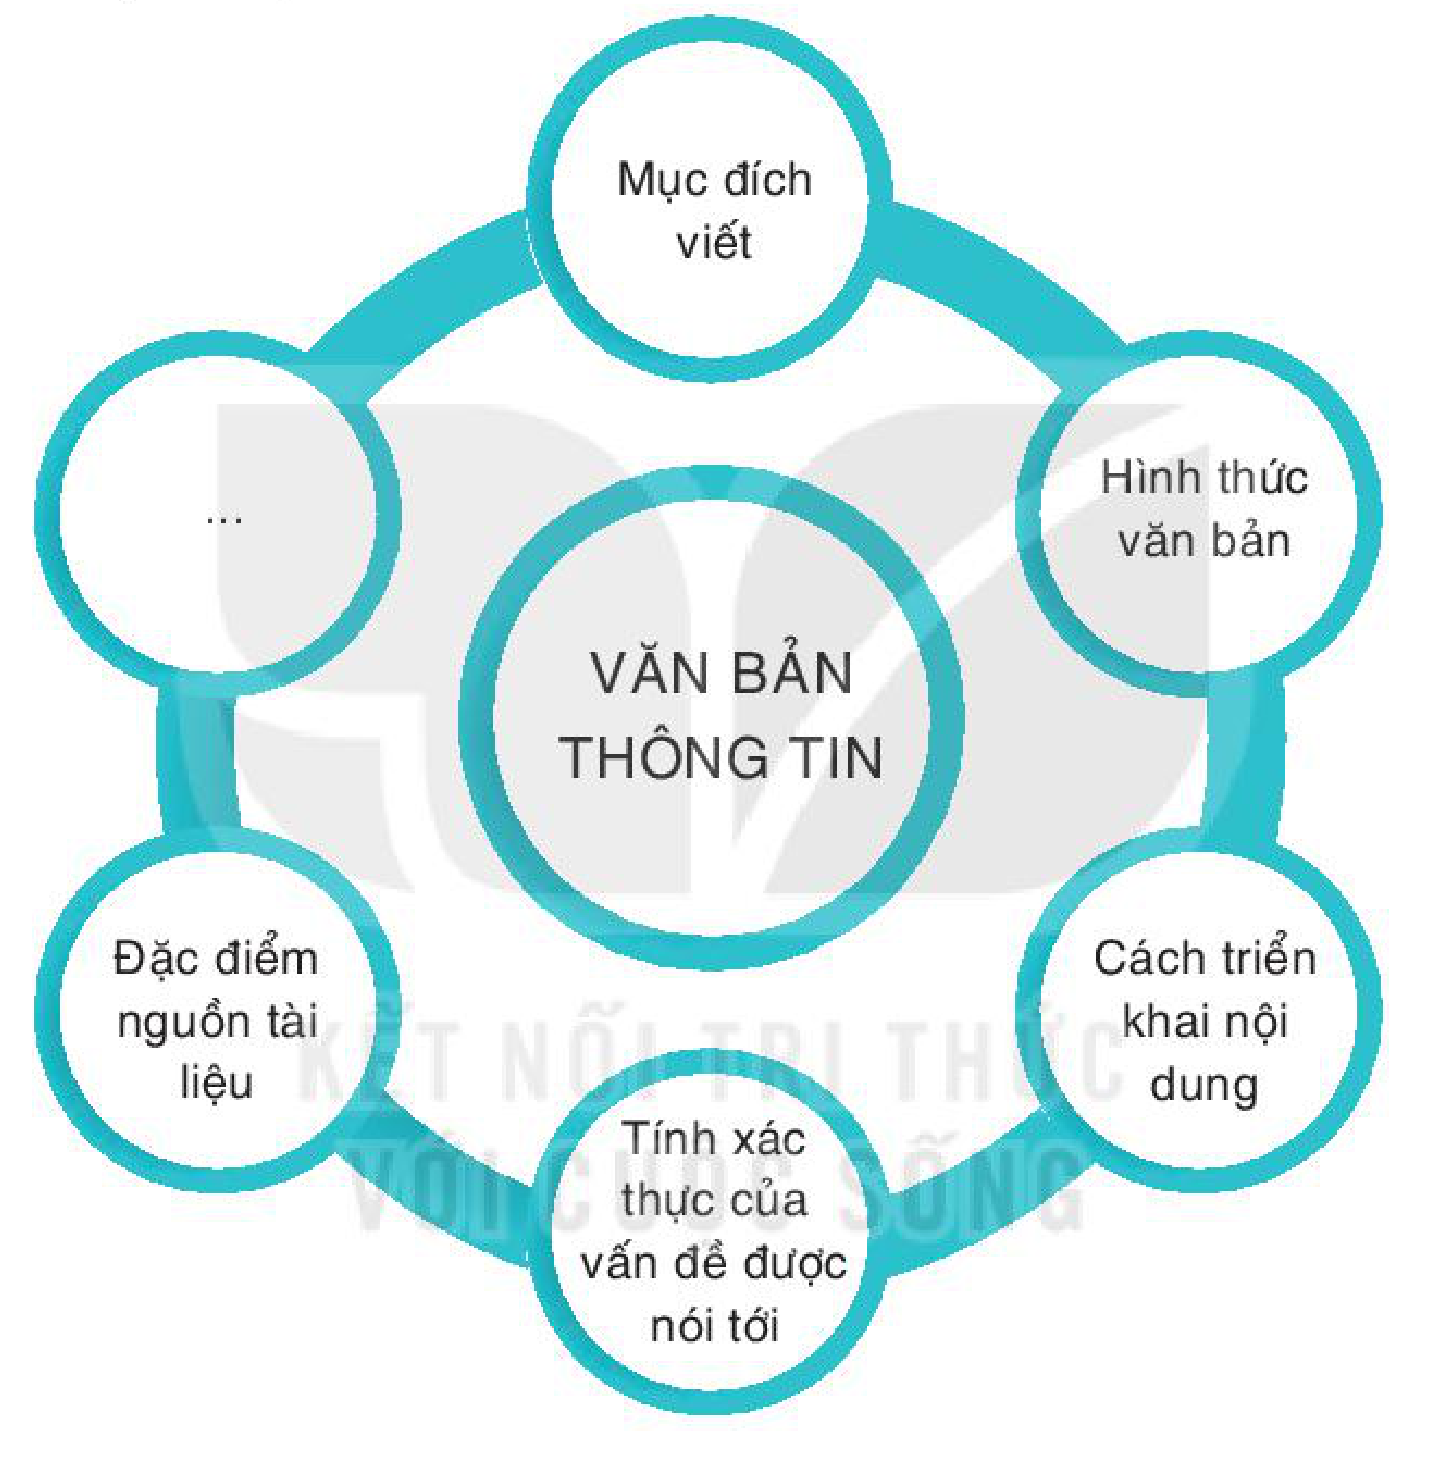 Mục đích
viết
Hình thức
văn bản
...
VĂN BẢN
THÔNG TIN
Đặc điểm
nguồn tài
liệu
Cách triển
khai nội
dung
Tính xác
thực của
vấn đề được
nói tới
KẾT NỐI TRI THỨC
VỚI CUỘC SỐNG